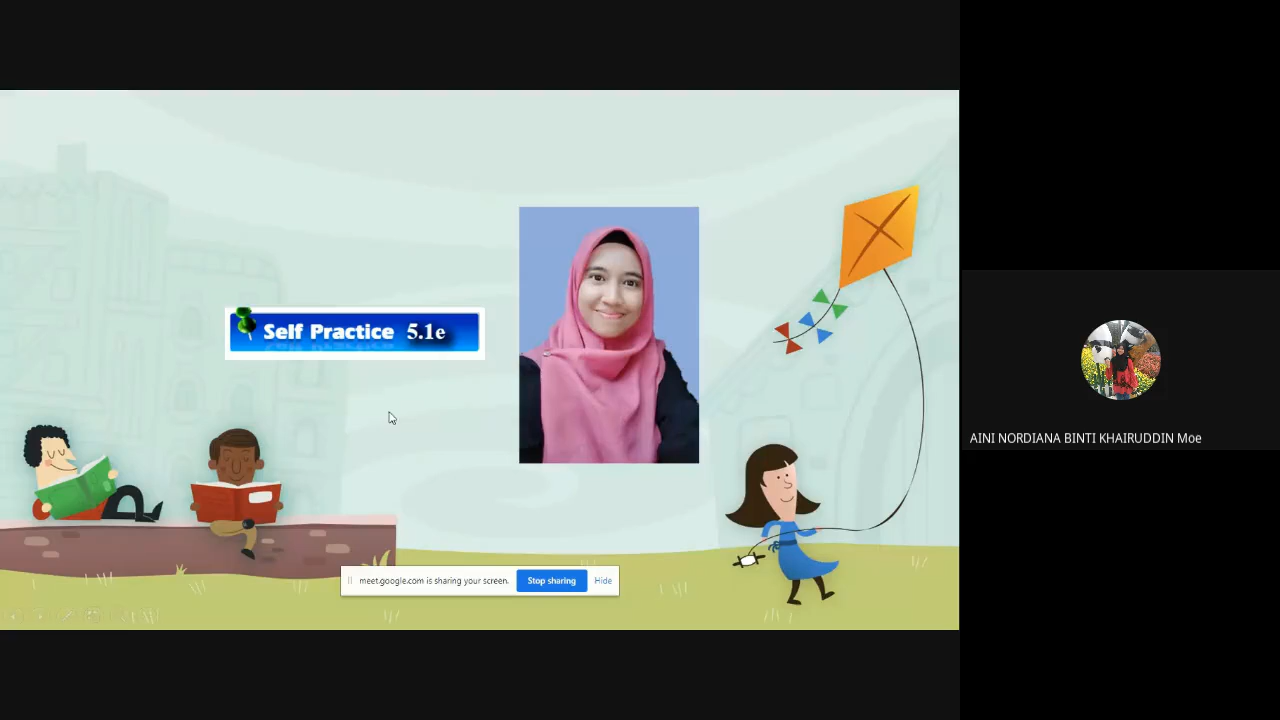 Self Practice 5.1e
meet.google.com is sharing your screen.
Stop sharing
Hide
AINI NORDIANA BINTI KHAIRUDDIN Moe